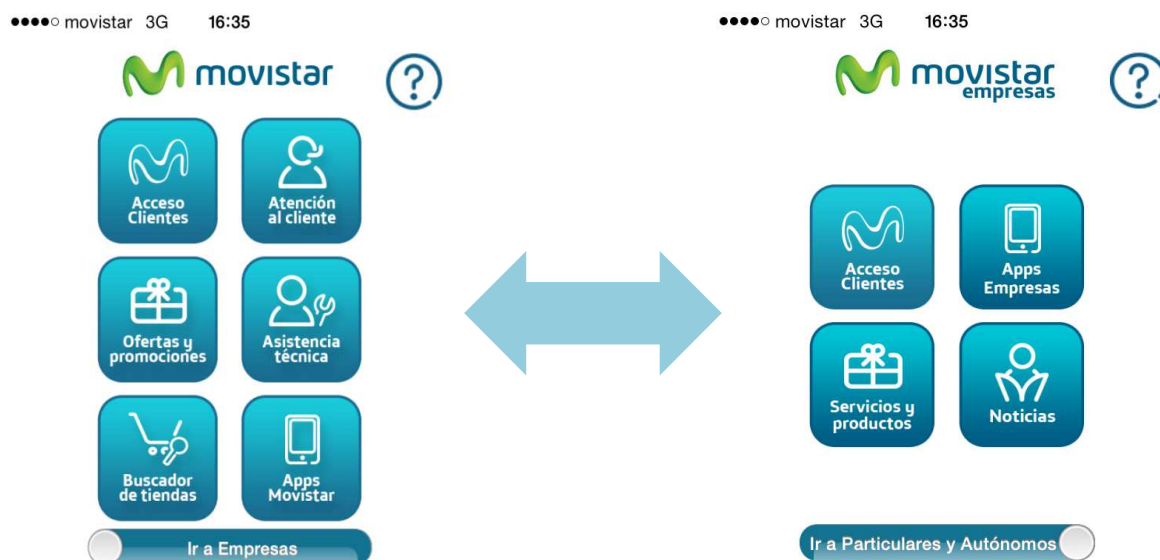 movistar 3G 16:35
movistar
?
Acceso
Clientes
Atención
al cliente
Ofertas y
promociones
Asistencia
técnica
Buscador
de tiendas
Apps
Movistar
Ir a Empresas
movistar 3G 16:35
movistar
empresas
?
Acceso
Clientes
Apps
Empresas
Servicios y
productos
Noticias
Ir a Particulares y Autónomos